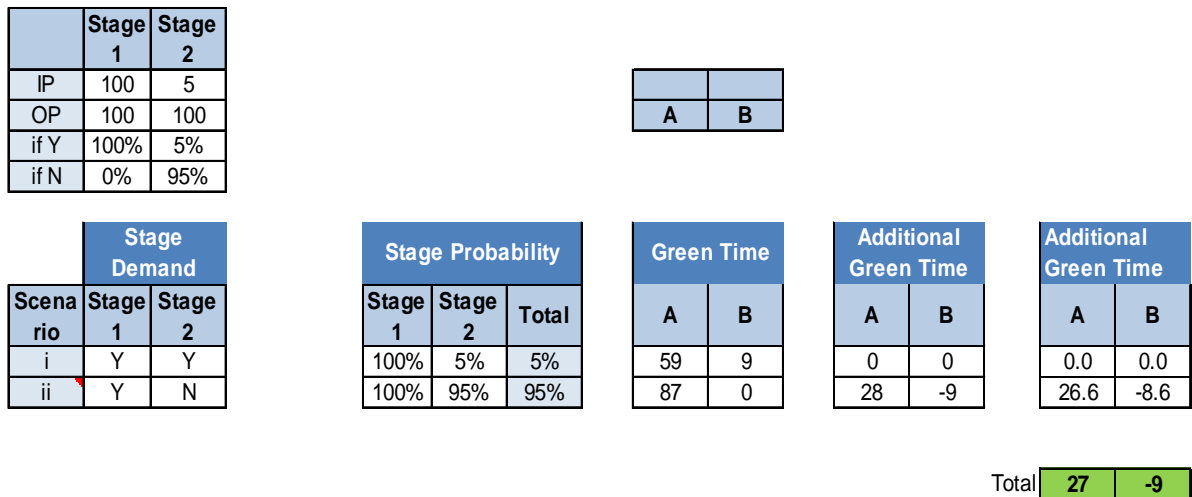 Stage Stage
1 2
IP 100 5
OP 100 100
if Y 100% 5%
if N 0% 95%
A B
Stage
Demand
Stage Probability
Green Time
Additional
Green Time
Additional
Green Time
Scena Stage Stage
rio 1 2
Stage Stage Total
1 2
A B
A B
A B
i Y Y 100% 5% 5% 59 9 0 0 0.0 0.0
ii Y N 100% 95% 95% 87 0 28 -9 26.6 -8.6
Total 27 -9